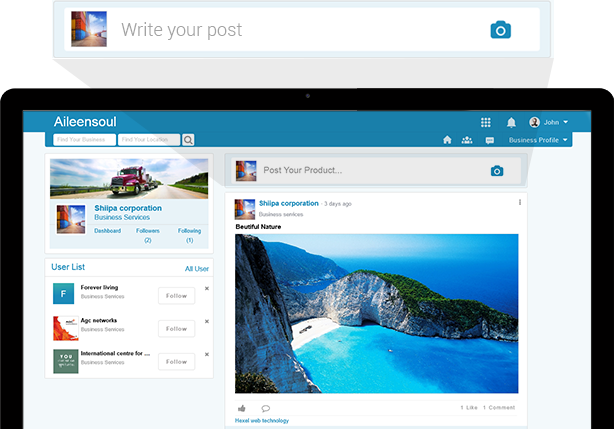 Write your post
Aileensoul
John
Find Your Business
Find Your Location
Business Profile
Shiipa corporation
Business Services
Dashboard
Followers
(2)
Following
(1)
User List
All User
F
Forever living
Business Services
Follow
Agc networks
Business Services
Follow
YOU
International centre for ...
Business Services
Follow
Post Your Product...
Shiipa corporation - 3 days ago
Business services
Beutiful Nature
1 Like 1 Comment
Hexel web technology